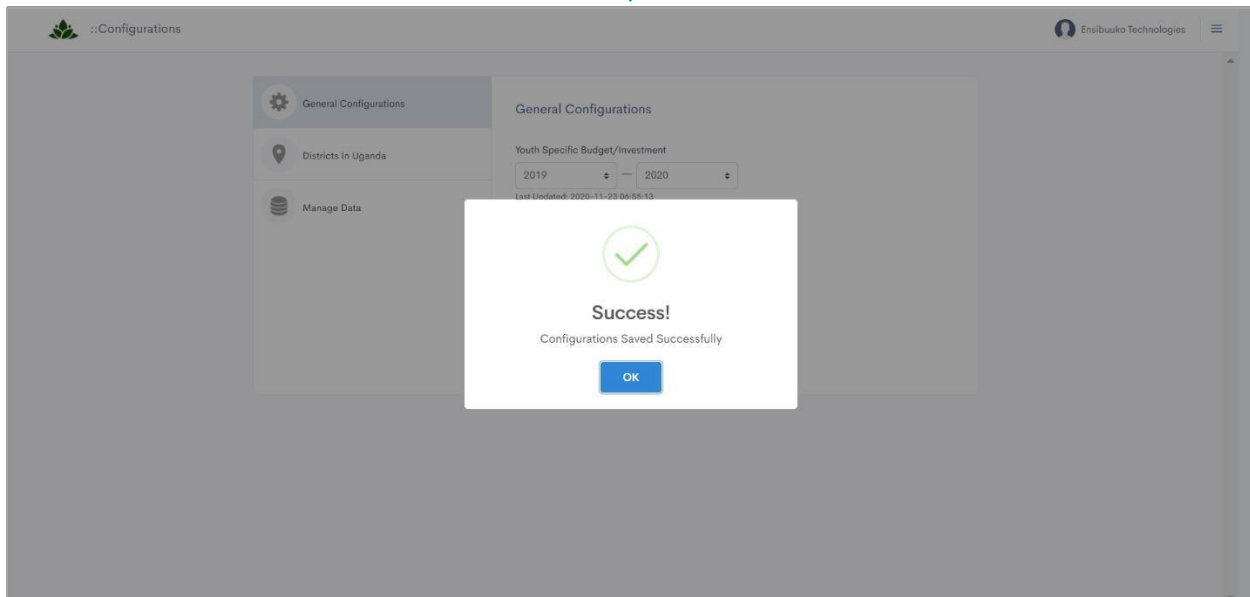 ::Configurations
Ensibuuko Technologies
General Configurations
Districts In Uganda
Manage Data
General Configurations
Youth Specific Budget/Investment
2019 — 2020
Last Updated: 2020-11-23 06:55:13
Success!
Configurations Saved Successfully
OK